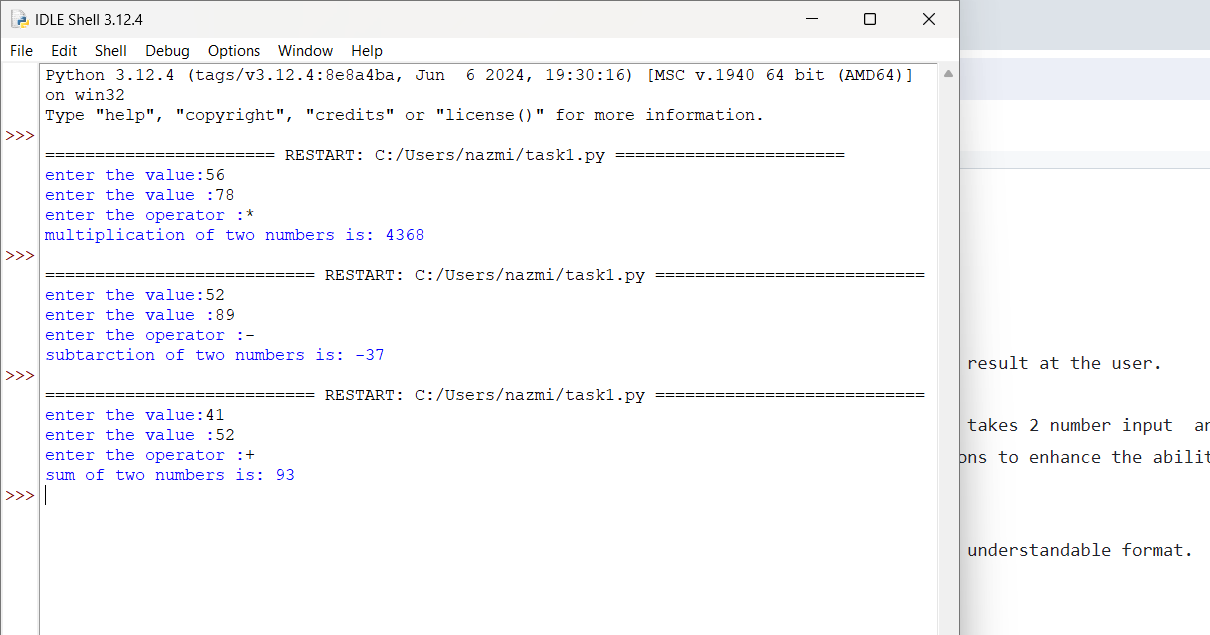 IDLE Shell 3.12.4
File Edit Shell Debug Options Window Help
Python 3.12.4 (tags/v3.12.4:8e8a4ba, Jun  6 2024, 19:30:16) [MSC v.1940 64 bit (AMD64)]
on win32
Type "help", "copyright", "credits" or "license()" for more information.
>>>
======================= RESTART: C:/Users/nazmi/task1.py =======================
enter the value:56
enter the value :78
enter the operator :*
multiplication of two numbers is: 4368
>>>
=========================== RESTART: C:/Users/nazmi/task1.py ===========================
enter the value:52
enter the value :89
enter the operator :-
subtarction of two numbers is: -37
>>>
=========================== RESTART: C:/Users/nazmi/task1.py ===========================
enter the value:41
enter the value :52
enter the operator :+
sum of two numbers is: 93
>>>
result at the user.
takes 2 number input
to enhance the
understandable format.